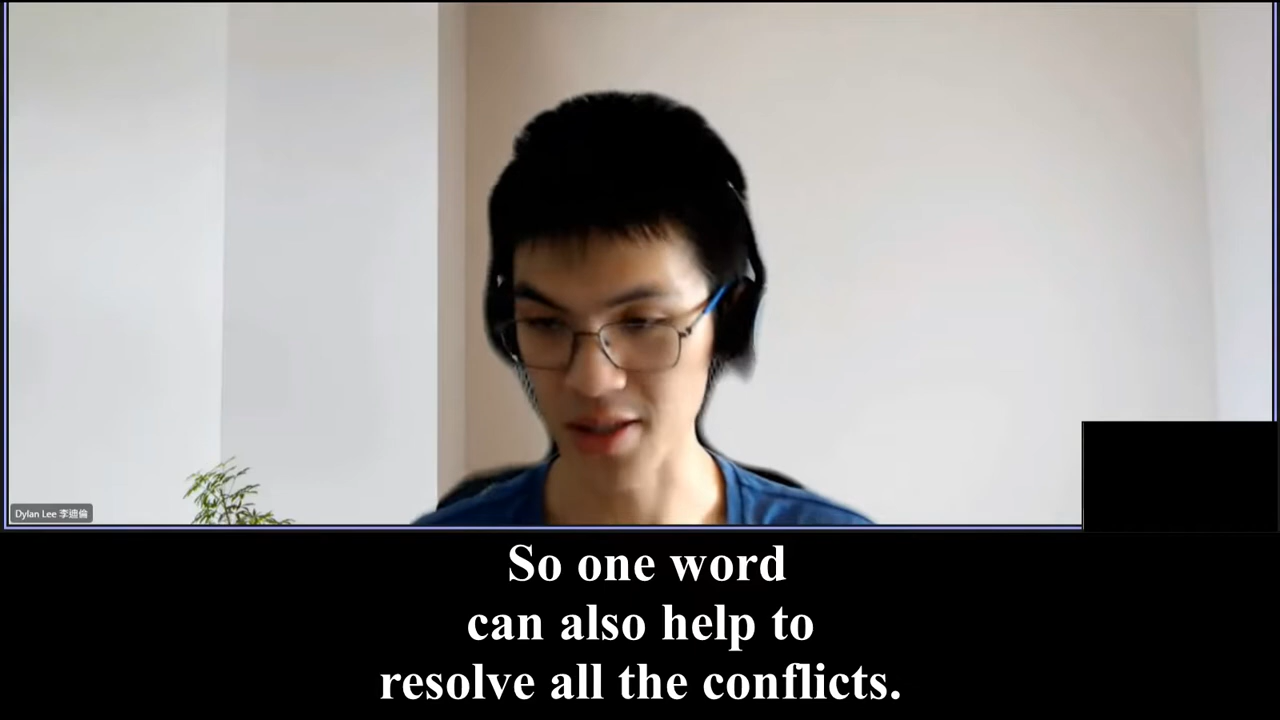 Dylan Lee 李迪倫
So one word
can also help to
resolve all the conflicts.